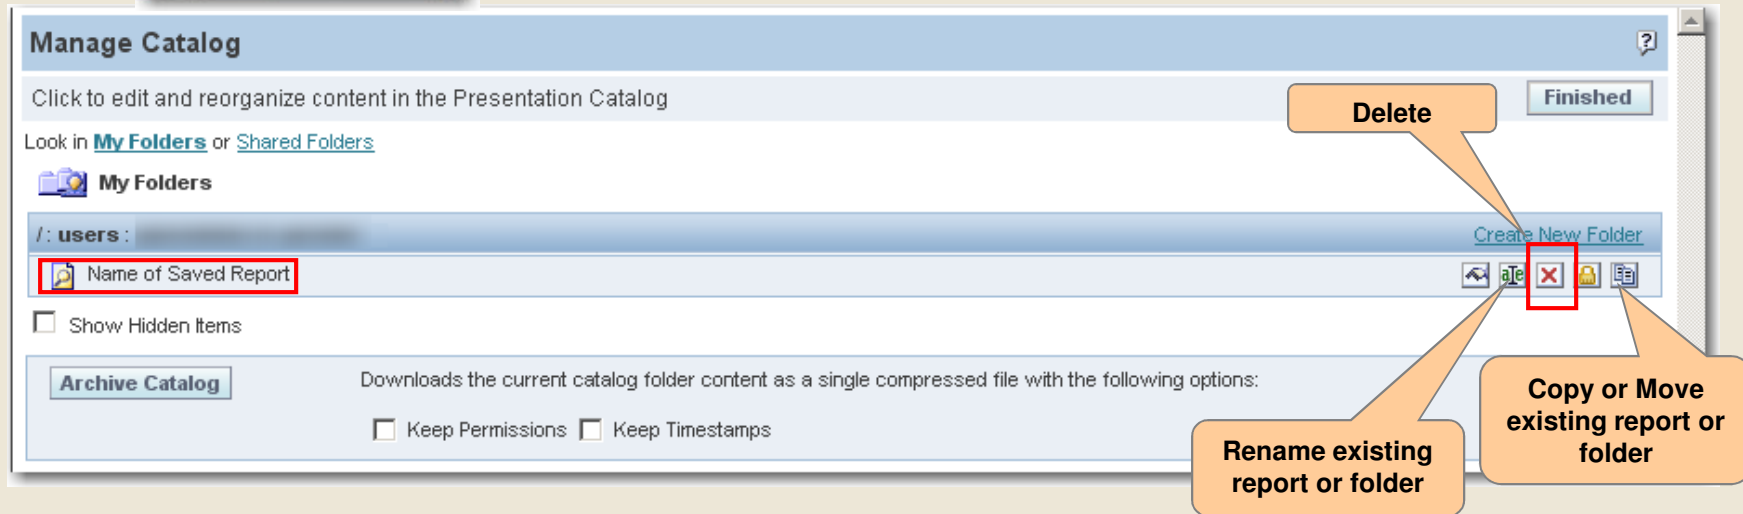 Manage Catalog
?
Click to edit and reorganize content in the Presentation Catalog
Finished
Delete
Look in My Folders or Shared Folders
My Folders
/: users :
Create New Folder
Name of Saved Report
Show Hidden Items
Archive Catalog
Downloads the current catalog folder content as a single compressed file with the following options:
Keep Permissions
Keep Timestamps
Rename existing
report or folder
Copy or Move
existing report or
folder